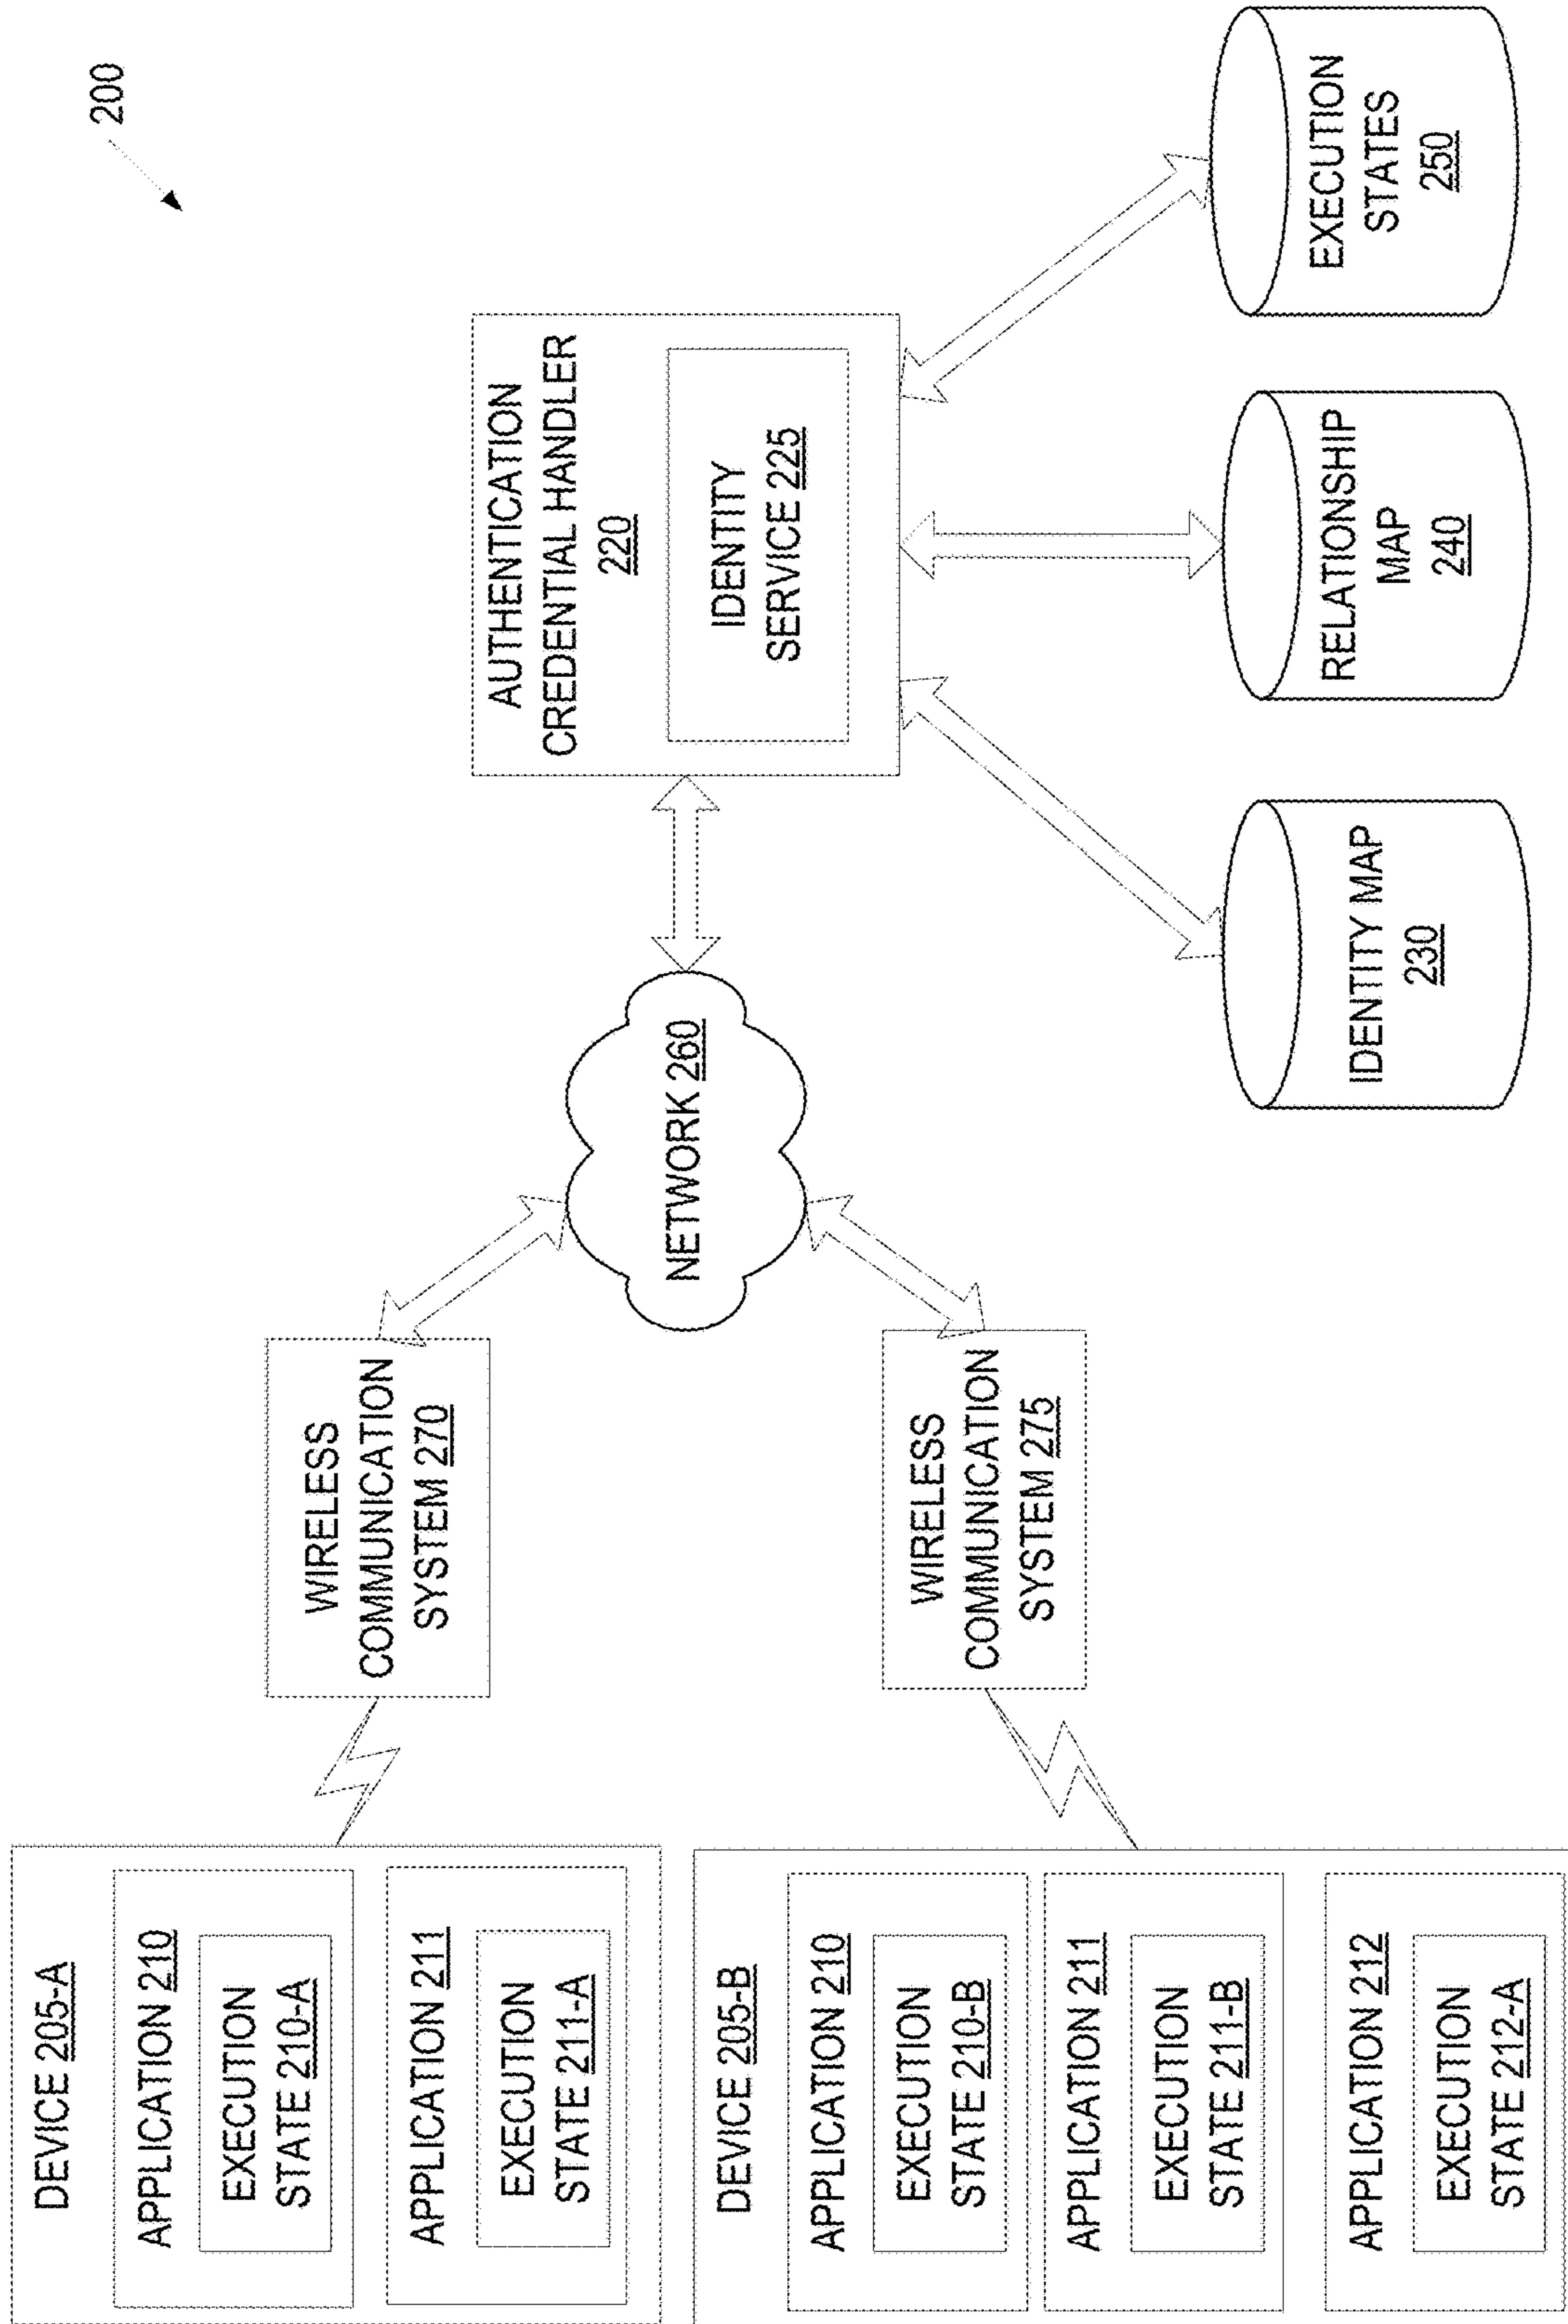 200
DEVICE 205-A
APPLICATION 210
EXECUTION
STATE 210-A
APPLICATION 211
EXECUTION
STATE 211-A
DEVICE 205-B
APPLICATION 210
EXECUTION
STATE 210-B
APPLICATION 211
EXECUTION
STATE 211-B
APPLICATION 212
EXECUTION
STATE 212-A
WIRELESS
COMMUNICATION
SYSTEM 270
WIRELESS
COMMUNICATION
SYSTEM 275
NETWORK 260
AUTHENTICATION
CREDENTIAL HANDLER
220
IDENTITY
SERVICE 225
IDENTITY MAP
230
RELATIONSHIP
MAP
240
EXECUTION
STATES
250